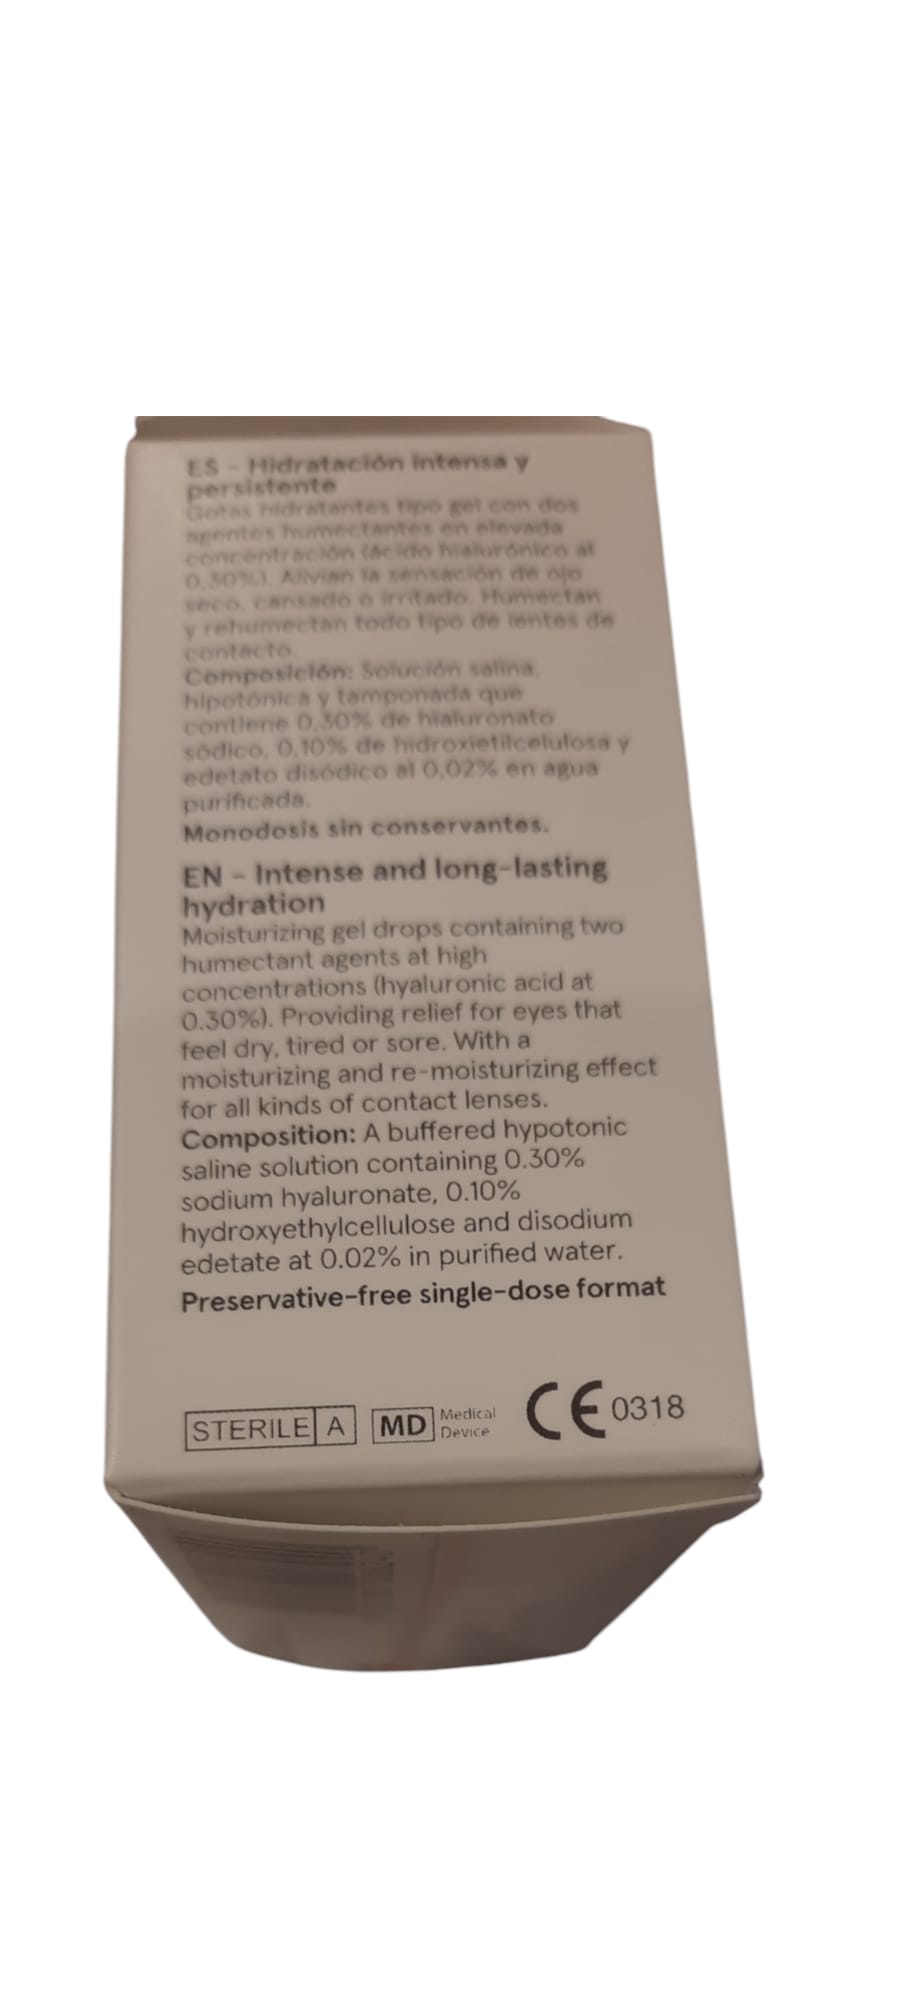 ES - Hidratación intensa y
persistente
Gotas hidratantes tipo gel con dos
agentes humectantes en elevada
concentración (ácido hialurónico al
0,30%). Alivian la sensación de ojo
seco, cansado o irritado. Humectan
y rehumectan todo tipo de lentes de
contacto.
Composición: Solución salina,
hipotónica y tamponada que
contiene 0,30% de hialuronato
sódico, 0,10% de hidroxietilcelulosa y
edetato disódico al 0,02% en agua
purificada.
Monodosis sin conservantes.
EN - Intense and long-lasting
hydration
Moisturizing gel drops containing two
humectant agents at high
concentrations (hyaluronic acid at
0.30%). Providing relief for eyes that
feel dry, tired or sore. With a
moisturizing and re-moisturizing effect
for all kinds of contact lenses.
Composition: A buffered hypotonic
saline solution containing 0.30%
sodium hyaluronate, 0.10%
hydroxyethylcellulose and disodium
edetate at 0.02% in purified water.
Preservative-free single-dose format
STERILE A MD Medical Device CE 0318